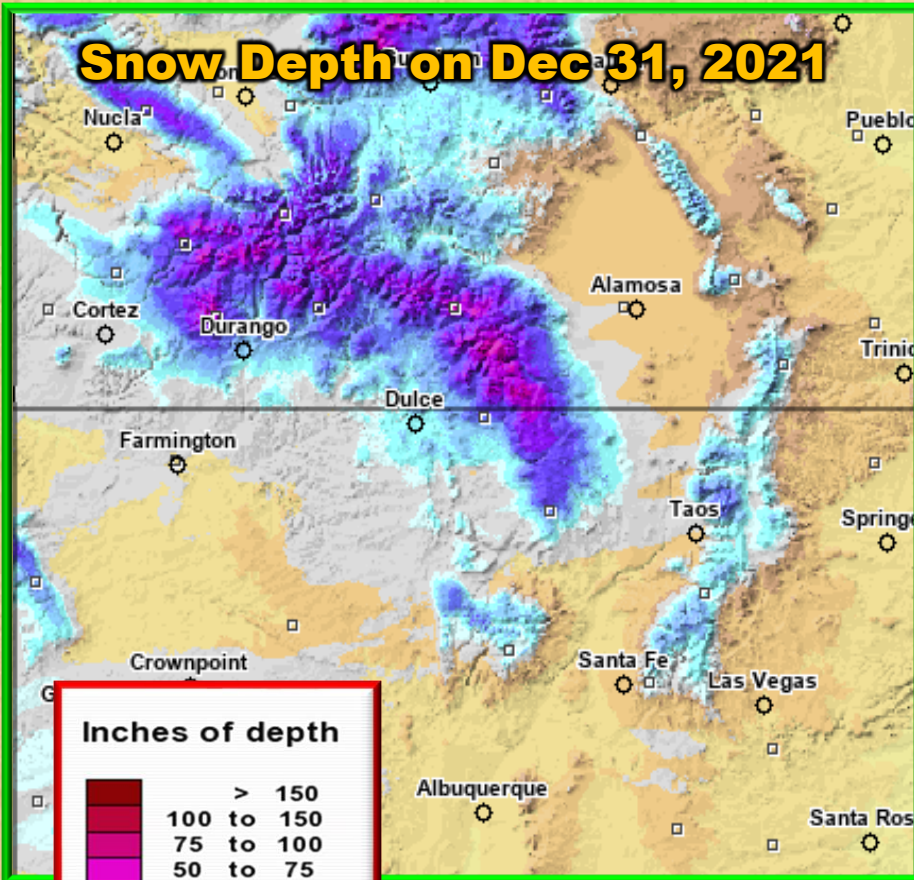 Snow Depth on Dec 31, 2021
Nucla
Pueblo
Alamosa
Cortez
Durango
Trinic
Dulce
Farmington
Taos
Springe
Crownpoint
Santa Fe
Las Vegas
G
Inches of depth
> 150
100 to 150
75 to 100
50 to 75
Albuquerque
Santa Ros